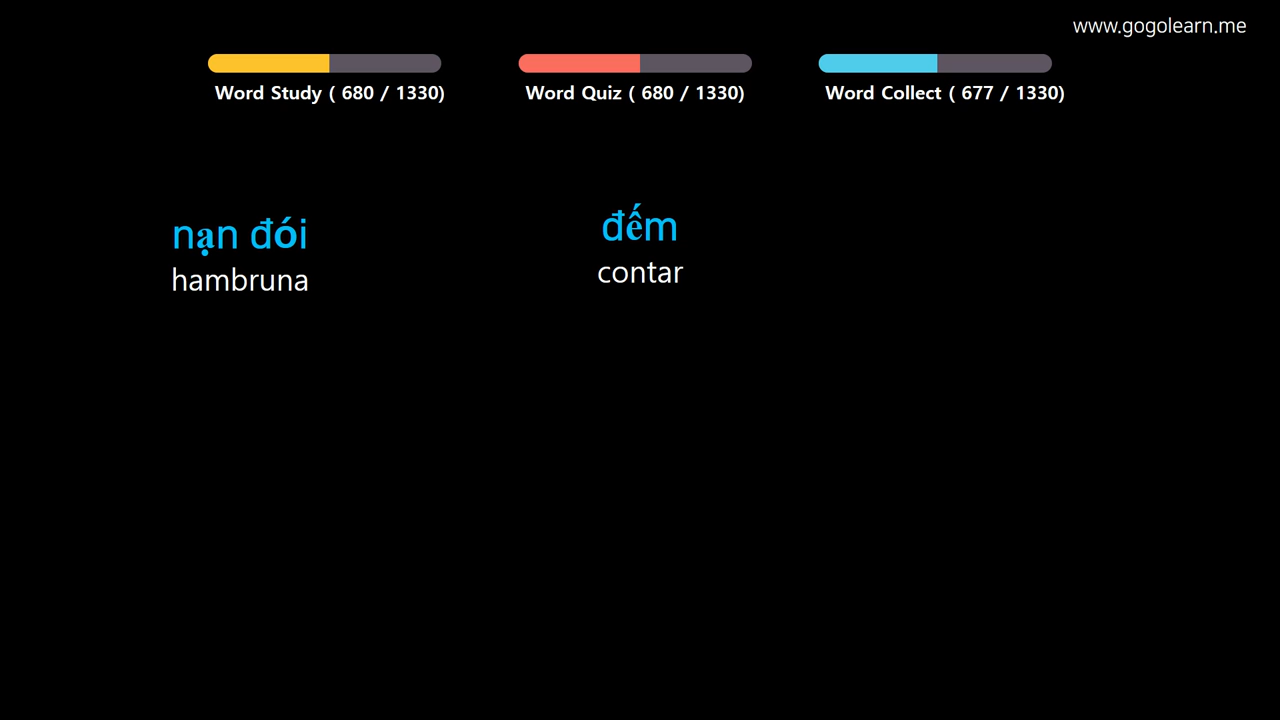 www.gogolearn.me
Word Study ( 680 / 1330)
Word Quiz ( 680 / 1330)
Word Collect ( 677 / 1330)
nạn đói
hambruna
đếm
contar